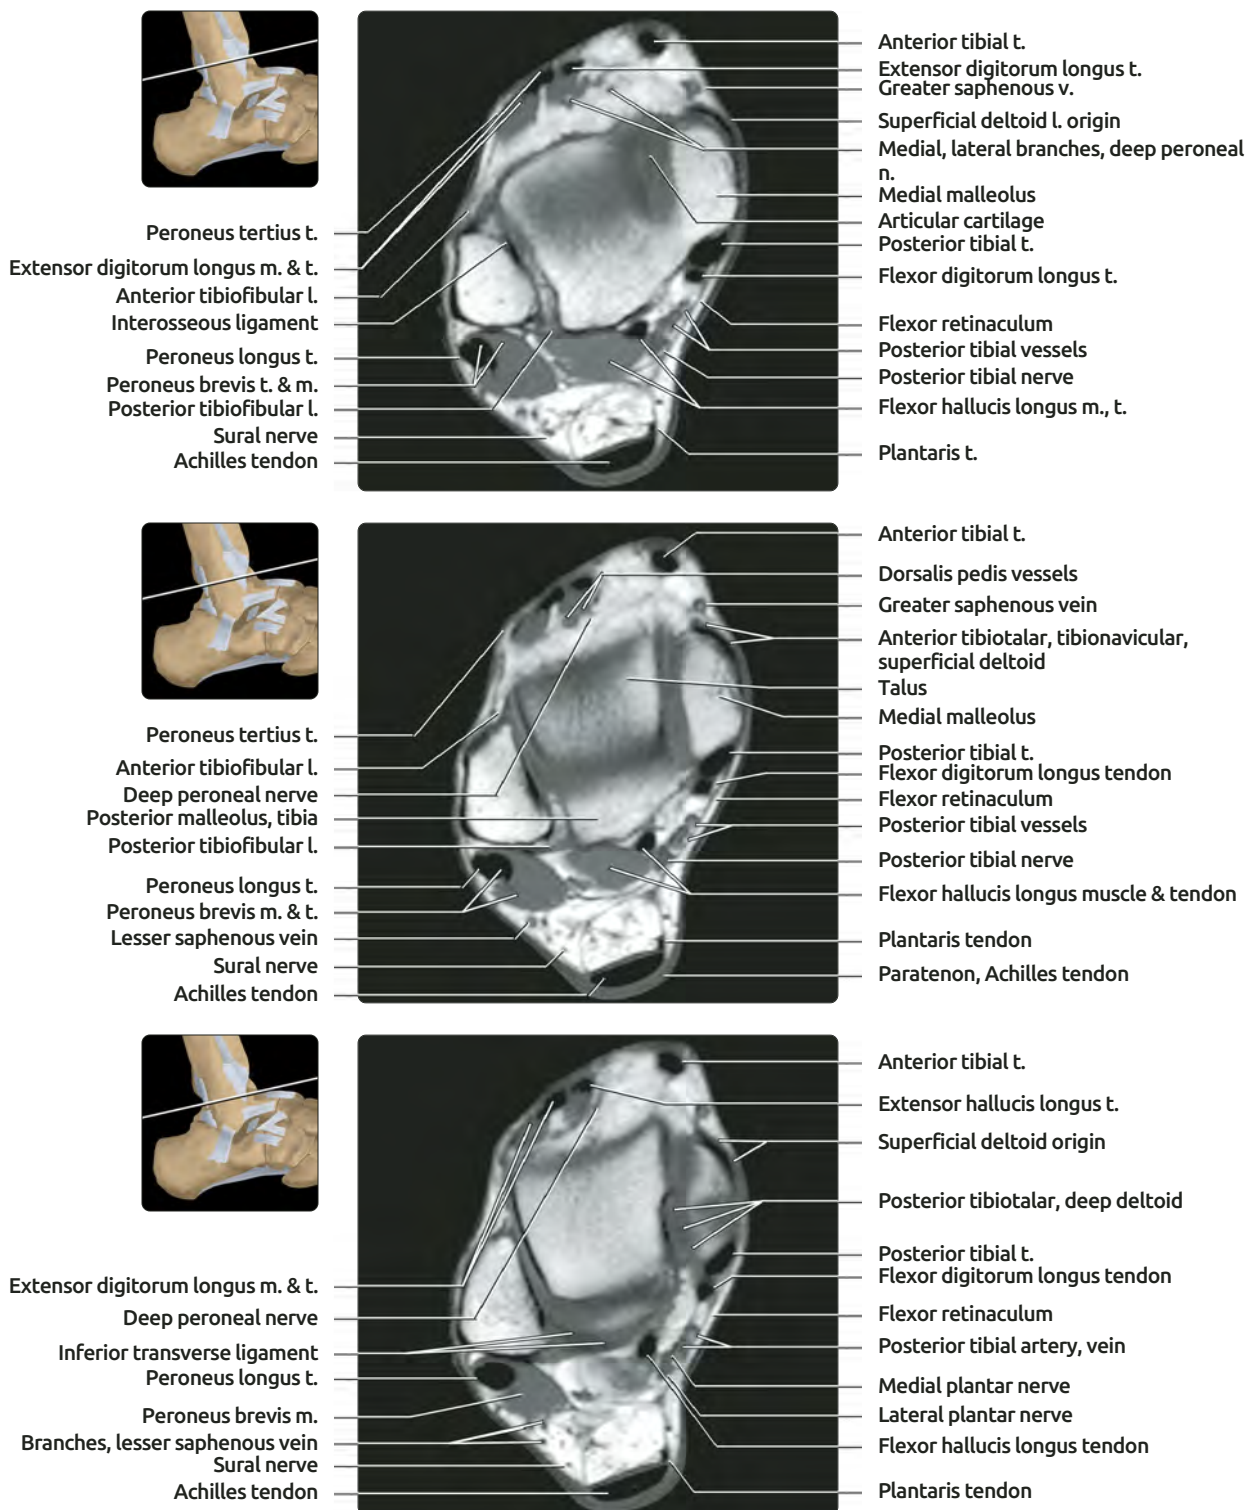 Anterior tibial t.
Extensor digitorum longus t.
Greater saphenous v.
Superficial deltoid l. origin
Medial, lateral branches, deep peroneal
n.
Medial malleolus
Articular cartilage
Posterior tibial t.
Flexor digitorum longus t.
Flexor retinaculum
Posterior tibial vessels
Posterior tibial nerve
Flexor hallucis longus m., t.
Plantaris t.
Peroneus tertius t.
Extensor digitorum longus m. & t.
Anterior tibiofibular l.
Interosseous ligament
Peroneus longus t.
Peroneus brevis t. & m.
Posterior tibiofibular l.
Sural nerve
Achilles tendon
Anterior tibial t.
Dorsalis pedis vessels
Greater saphenous vein
Anterior tibiotalar, tibionavicular,
superficial deltoid
Talus
Medial malleolus
Posterior tibial t.
Flexor digitorum longus tendon
Flexor retinaculum
Posterior tibial vessels
Posterior tibial nerve
Flexor hallucis longus muscle & tendon
Plantaris tendon
Paratenon, Achilles tendon
Peroneus tertius t.
Anterior tibiofibular l.
Deep peroneal nerve
Posterior malleolus, tibia
Posterior tibiofibular l.
Peroneus longus t.
Peroneus brevis m. & t.
Lesser saphenous vein
Sural nerve
Achilles tendon
Anterior tibial t.
Extensor hallucis longus t.
Superficial deltoid origin
Posterior tibiotalar, deep deltoid
Posterior tibial t.
Flexor digitorum longus tendon
Flexor retinaculum
Posterior tibial artery, vein
Medial plantar nerve
Lateral plantar nerve
Flexor hallucis longus tendon
Plantaris tendon
Extensor digitorum longus m. & t.
Deep peroneal nerve
Inferior transverse ligament
Peroneus longus t.
Peroneus brevis m.
Branches, lesser saphenous vein
Sural nerve
Achilles tendon